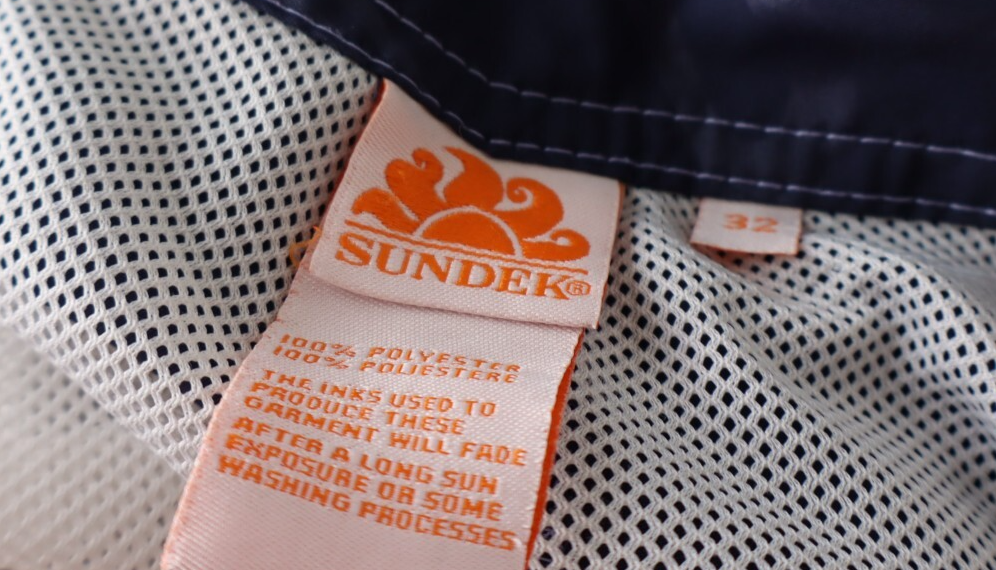 SUNDEK®
32
100% POLYESTER
100% POLIESTERE
THE INKS USED TO
PRODUCE THESE
GARMENT WILL FADE
AFTER A LONG SUN
EXPOSURE OR SOME
WASHING PROCESSES